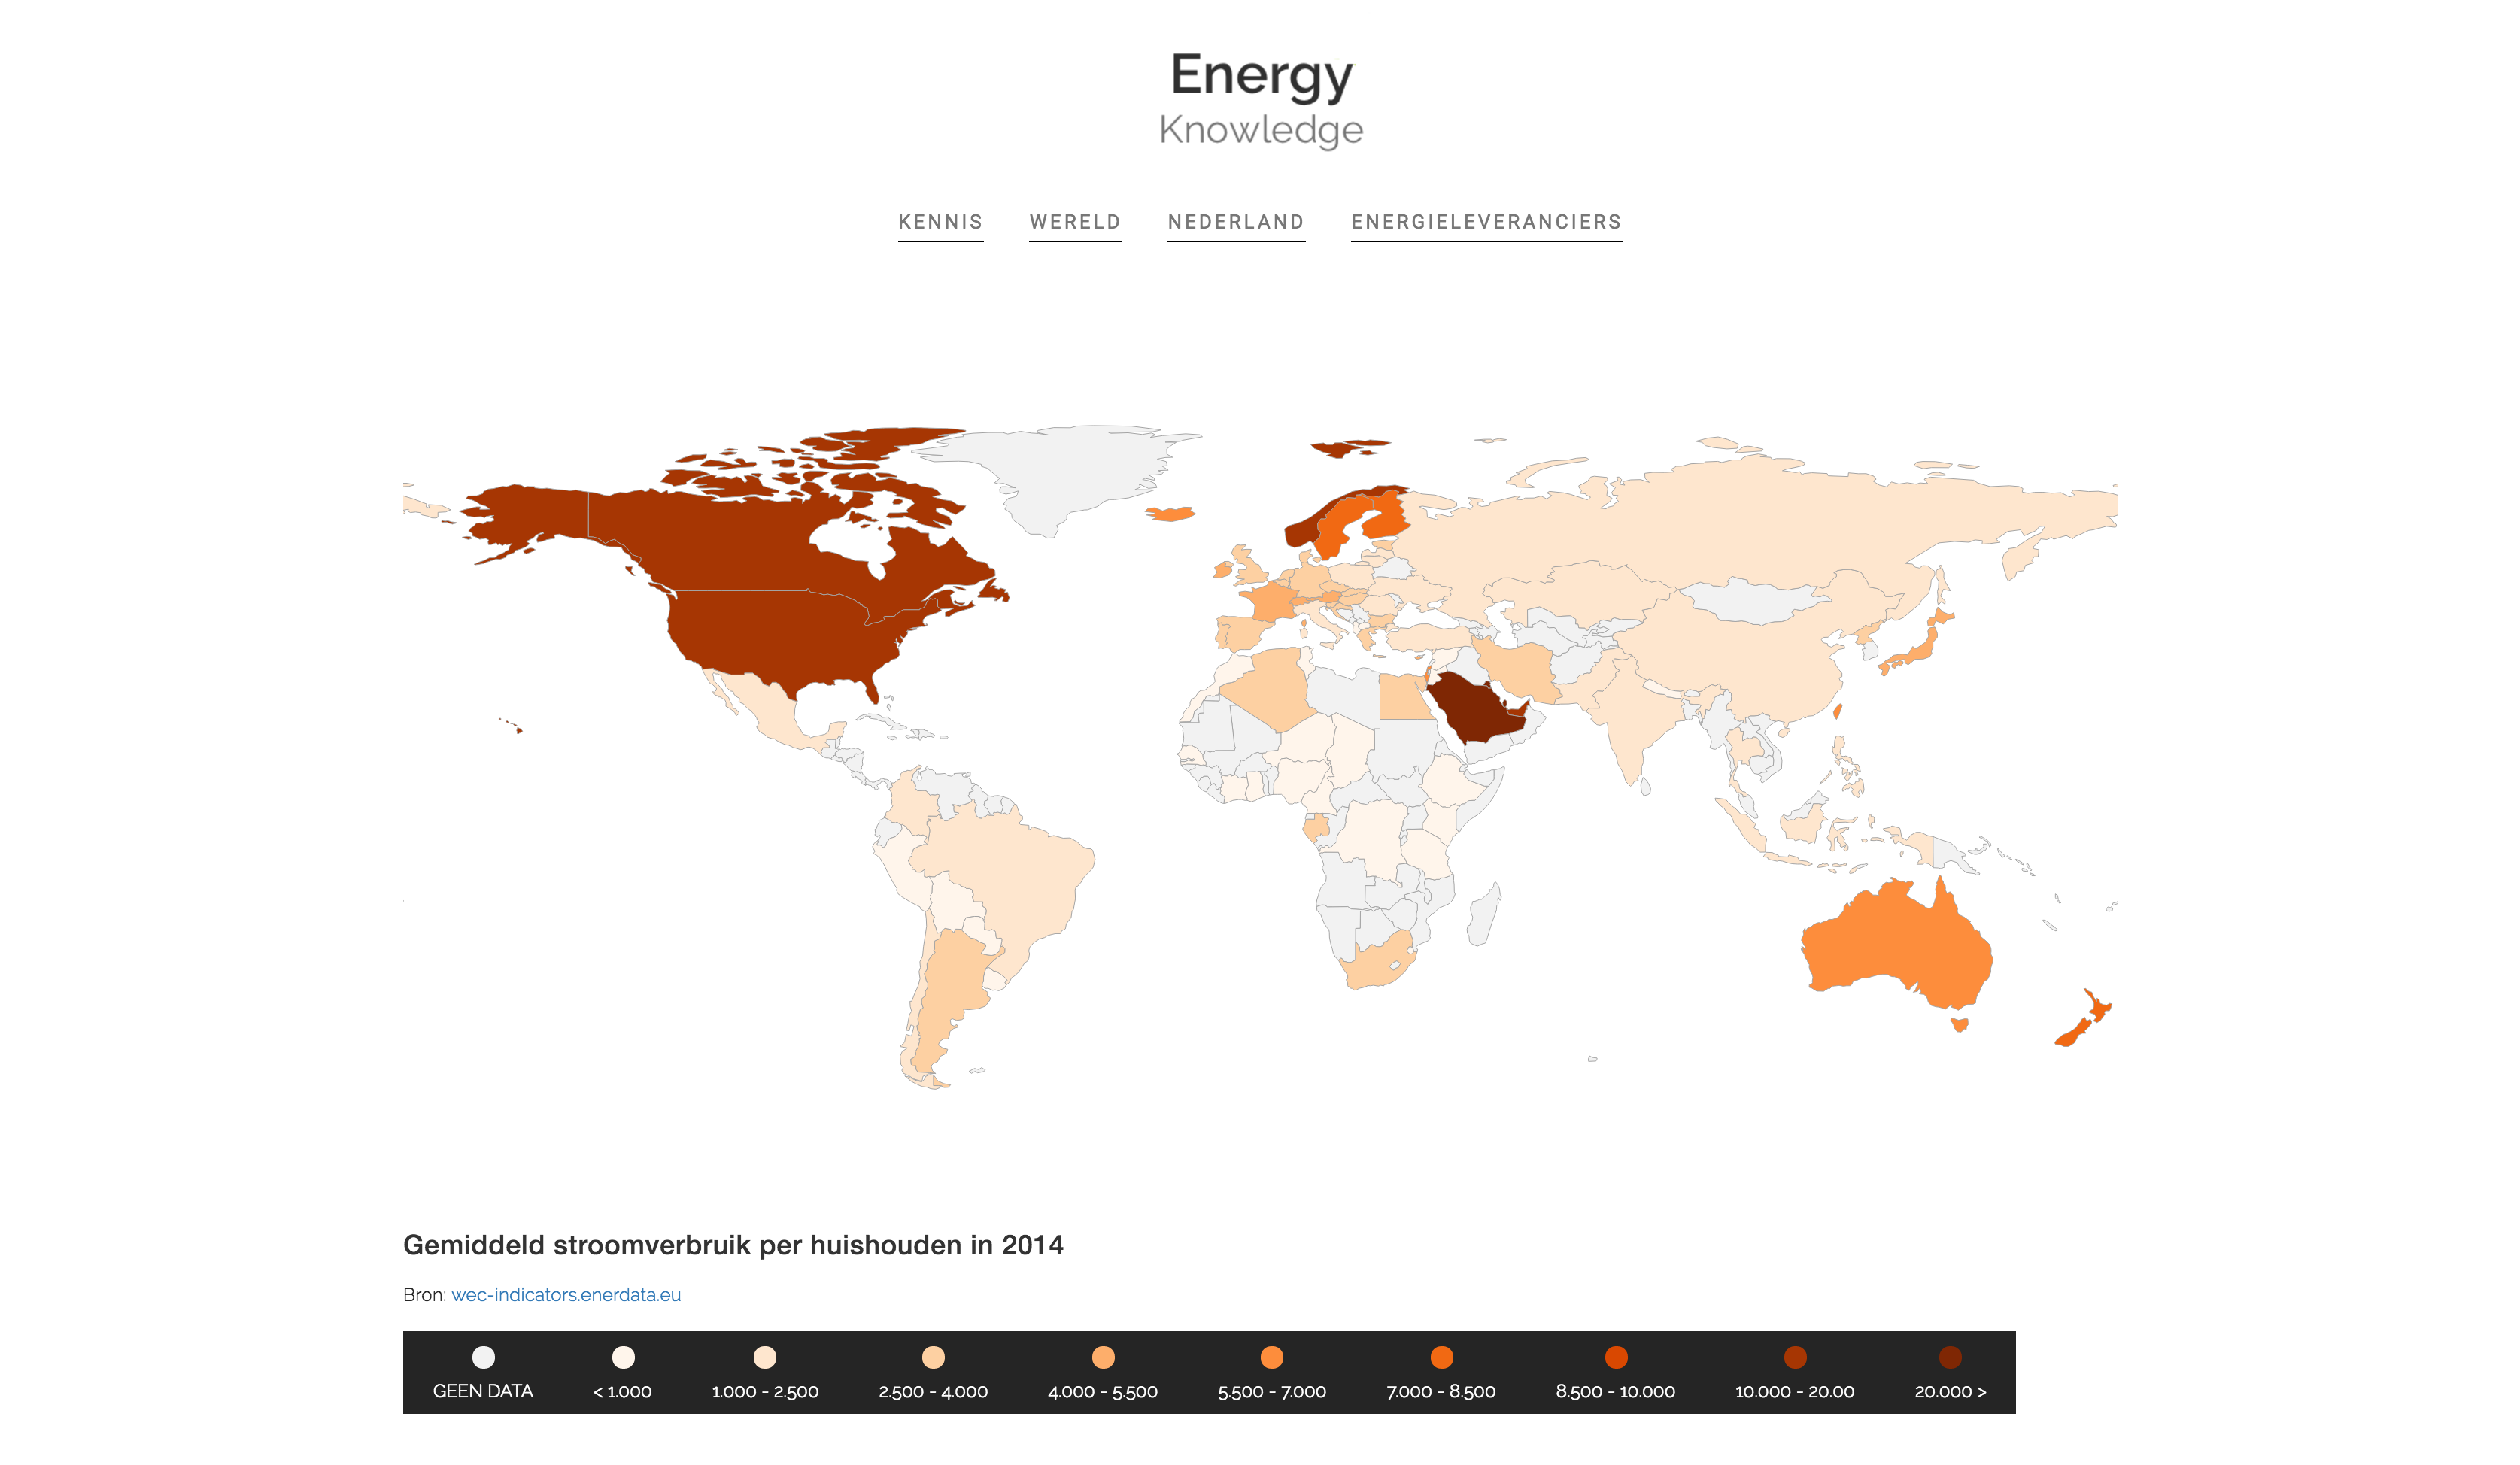 Energy
Knowledge
KENNIS WERELD NEDERLAND ENERGIELEVERANCIERS
Gemiddeld stroomverbruik per huishouden in 2014
Bron: wec-indicators.enerdata.eu
GEEN DATA < 1.000 1.000 - 2.500 2.500 - 4.000 4.000 - 5.500 5.500 - 7.000 7.000 - 8.500 8.500 - 10.000 10.000 - 20.00 20.000 >